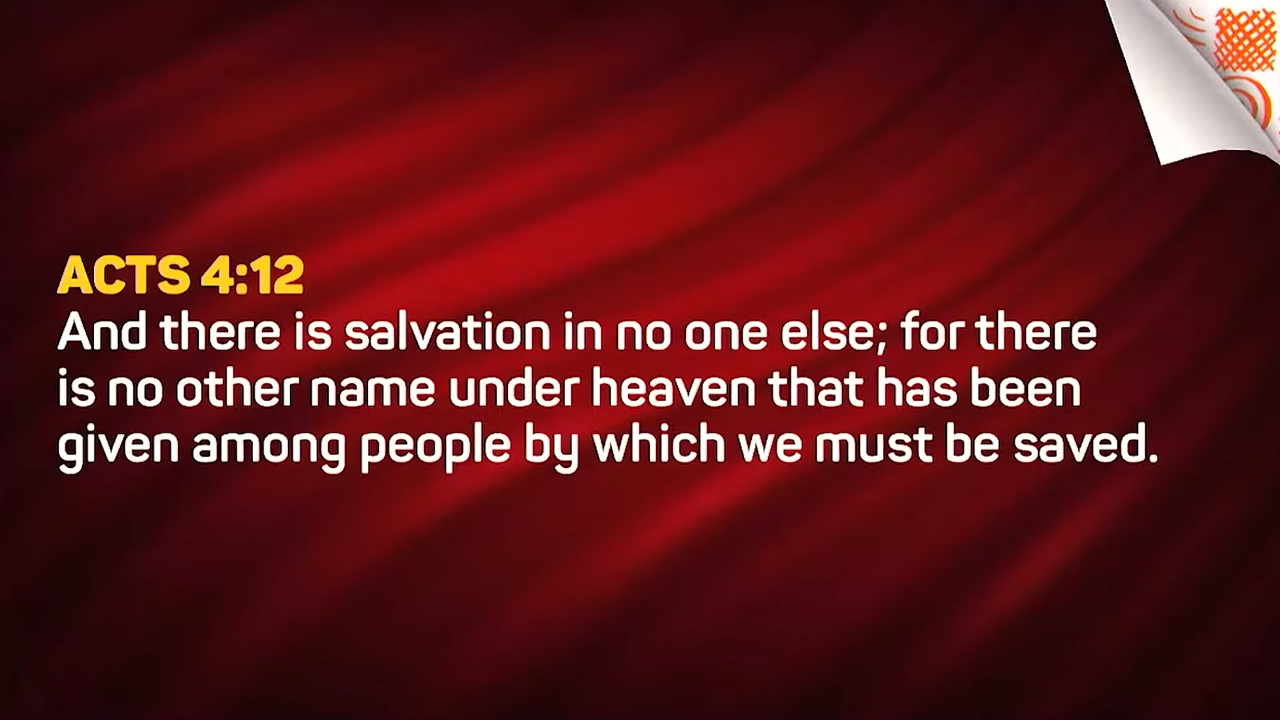 ACTS 4:12
And there is salvation in no one else; for there
is no other name under heaven that has been
given among people by which we must be saved.